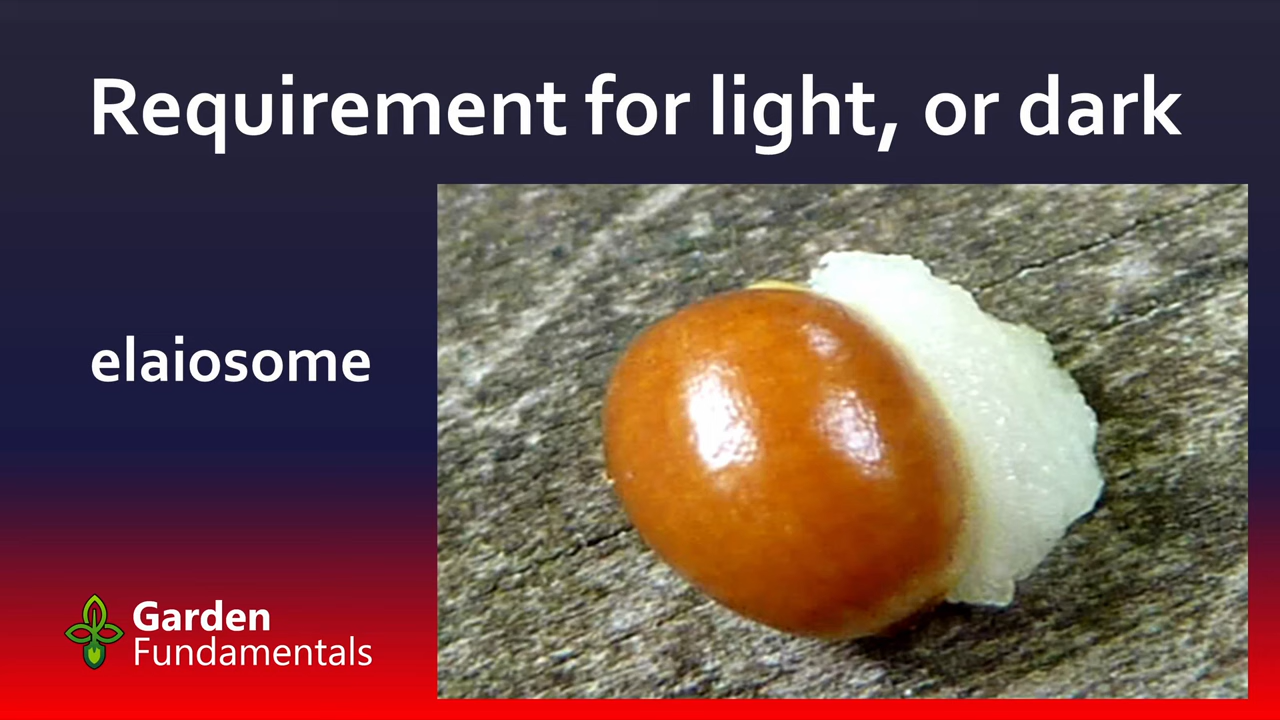 Requirement for light, or dark
elaiosome
Garden
Fundamentals